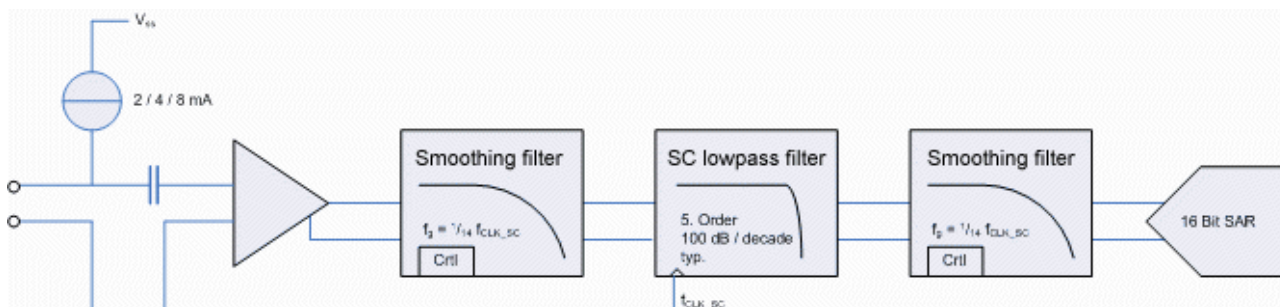 2 / 4 / 8 mA
Smoothing filter
fg = 1/14 fCLK_SC
Crtl
SC lowpass filter
5. Order
100 dB / decade
typ.
fCLK_SC
Smoothing filter
fg = 1/14 fCLK_SC
Crtl
16 Bit SAR